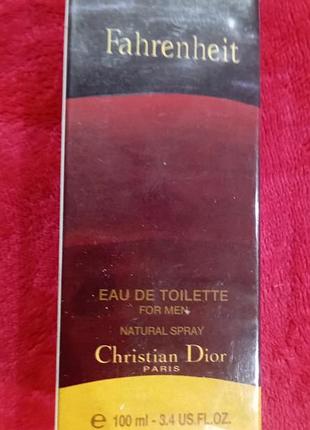 Fahrenheit
EAU DE TOILETTE
FOR MEN
NATURAL SPRAY
Christian Dior
PARIS
e 100 ml - 3.4 US.FL.OZ.